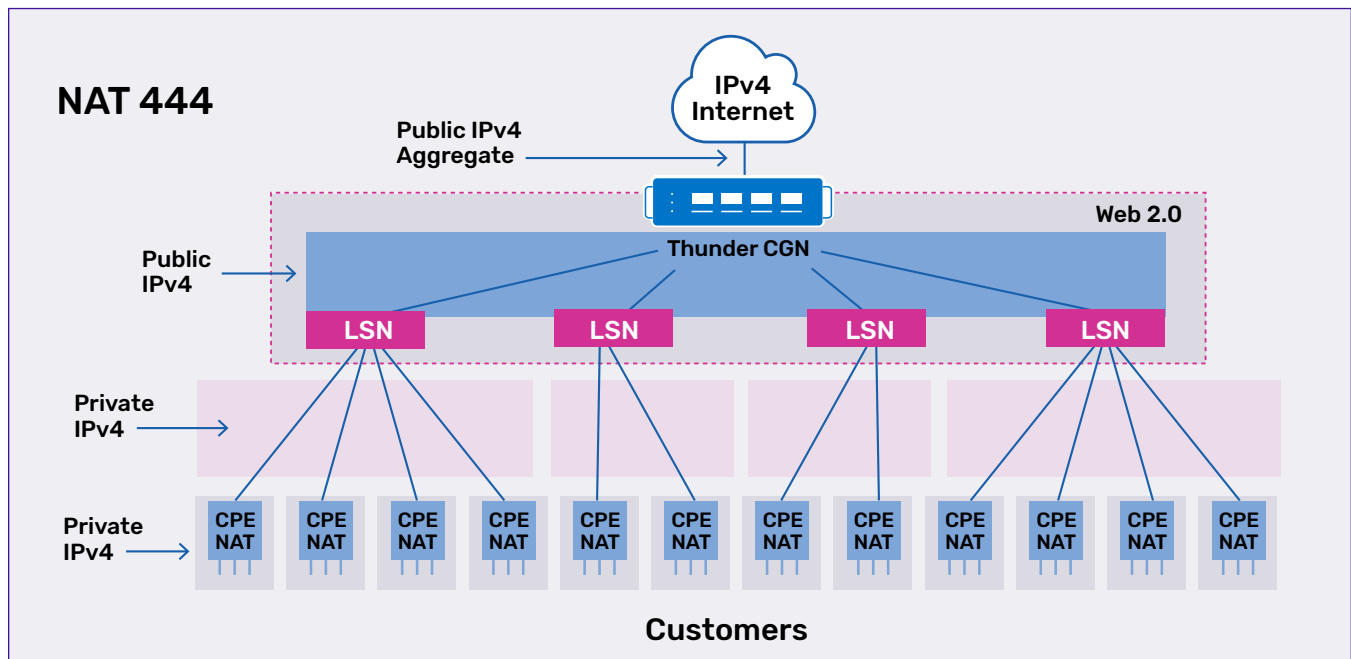 NAT 444
IPv4
Internet
Public IPv4
Aggregate
Web 2.0
Thunder CGN
Public
IPv4
LSN
LSN
LSN
LSN
Private
IPv4
Private
IPv4
CPE
NAT
CPE
NAT
CPE
NAT
CPE
NAT
CPE
NAT
CPE
NAT
CPE
NAT
CPE
NAT
CPE
NAT
CPE
NAT
CPE
NAT
CPE
NAT
Customers